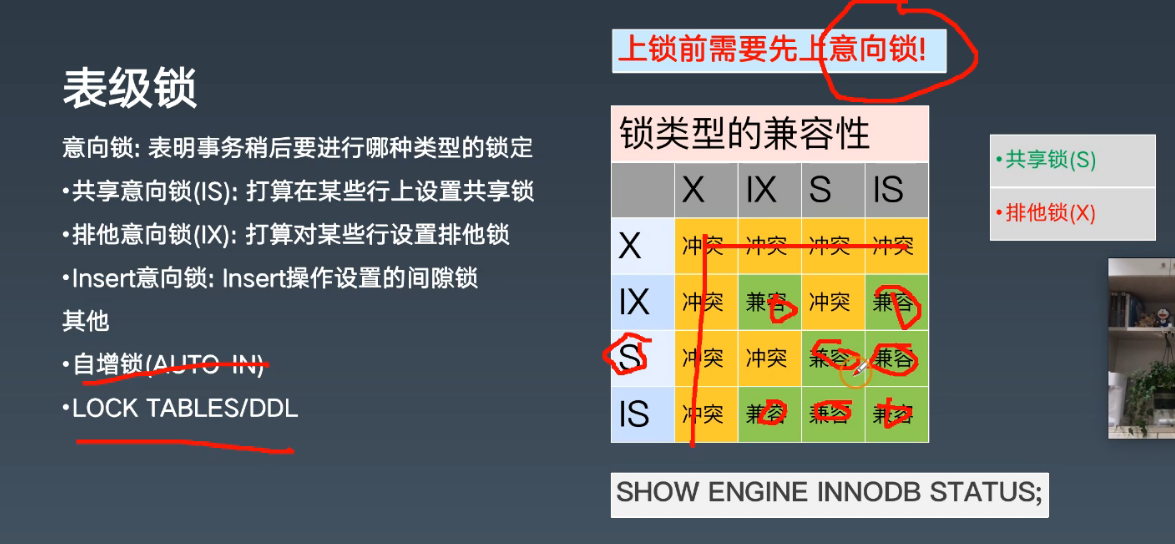 表级锁
意向锁: 表明事务稍后要进行哪种类型的锁定
•共享意向锁(IS): 打算在某些行上设置共享锁
•排他意向锁(IX): 打算对某些行设置排他锁
•Insert意向锁: Insert操作设置的间隙锁
其他
•自增锁(AUTO-IN)
•LOCK TABLES/DDL
上锁前需要先上意向锁!
锁类型的兼容性
X IX S IS
X 冲突 冲突 冲突 冲突
IX 冲突 兼容 冲突 兼容
S 冲突 冲突 兼容 兼容
IS 冲突 兼容 兼容 兼容
SHOW ENGINE INNODB STATUS;
•共享锁(S)
•排他锁(X)